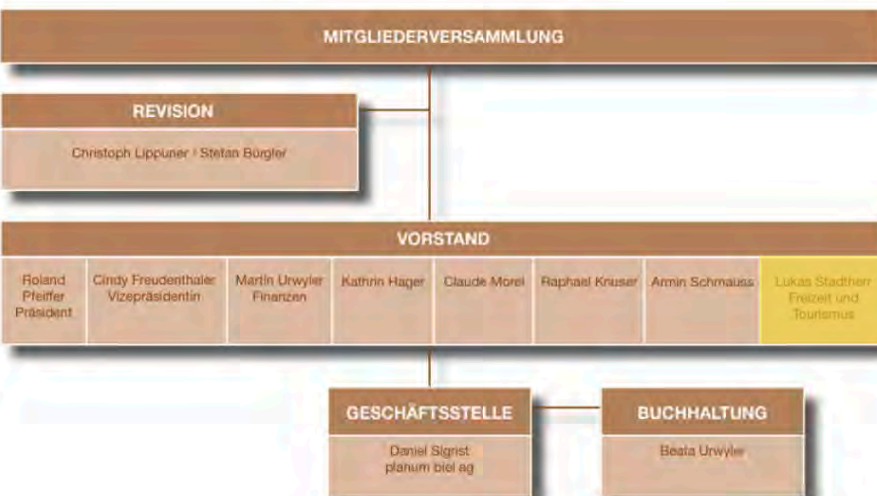 MITGLIEDERVERSAMMLUNG
REVISION
Christoph Lippuner / Stefan Bürgler
VORSTAND
Roland
Pfeiffer
Präsident
Cindy Freudenthaler
Vizepräsidentin
Martin Urwyler
Finanzen
Kathrin Hager
Claude Morel
Raphael Knuser
Armin Schmauss
Lukas Stadtherr
Freizeit und
Tourismus
GESCHÄFTSSTELLE
Daniel Sigrist
planum biel ag
BUCHHALTUNG
Beata Urwyler